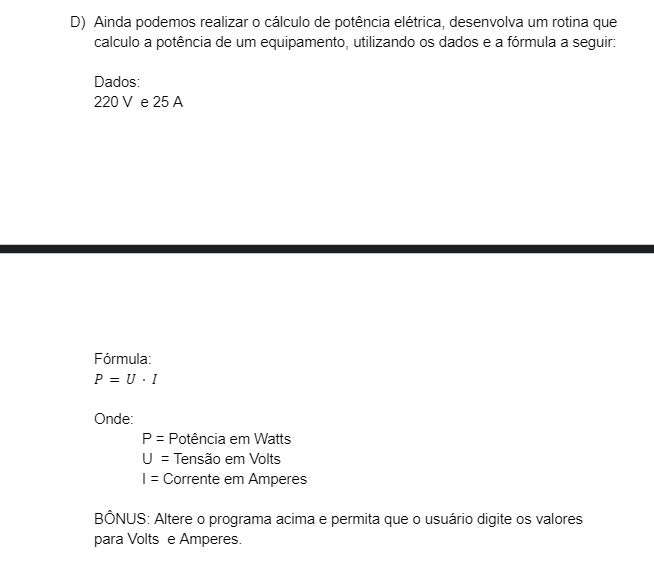 D) Ainda podemos realizar o cálculo de potência elétrica, desenvolva um rotina que
calculo a potência de um equipamento, utilizando os dados e a fórmula a seguir:
Dados:
220 V e 25 A
Fórmula:
P = U · I
Onde:
P = Potência em Watts
U = Tensão em Volts
I = Corrente em Amperes
BÔNUS: Altere o programa acima e permita que o usuário digite os valores
para Volts e Amperes.